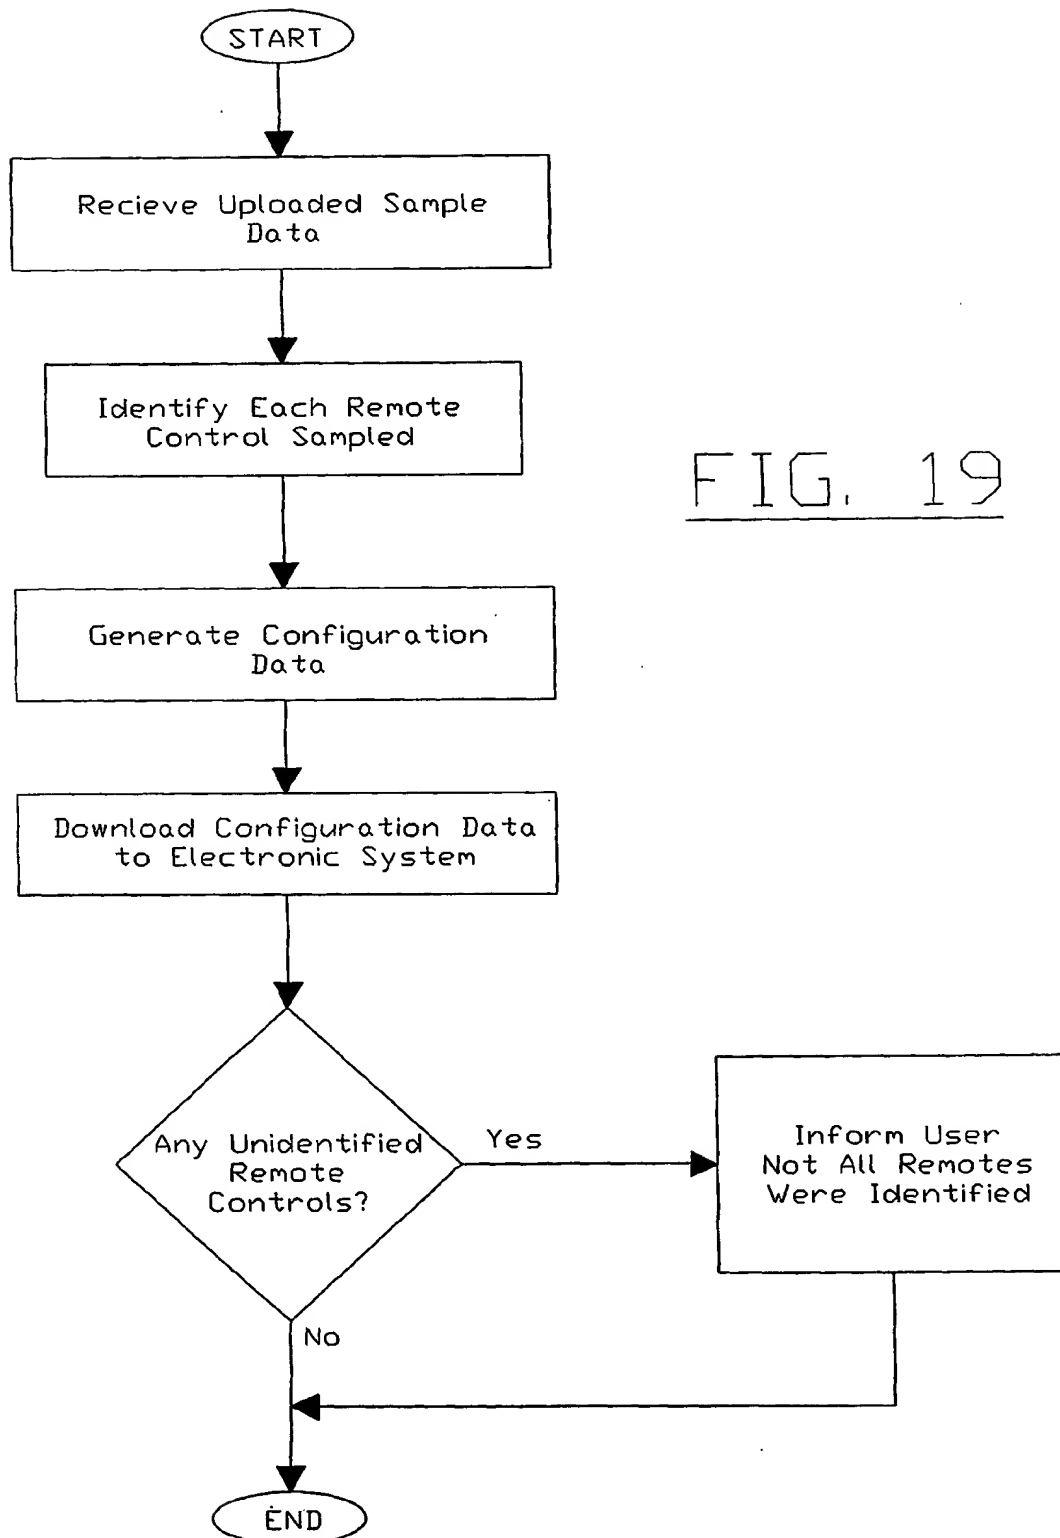 START
Recieve Uploaded Sample
Data
Identify Each Remote
Control Sampled
FIG. 19
Generate Configuration
Data
Download Configuration Data
to Electronic System
Any Unidentified
Remote
Controls?
Yes
Inform User
Not All Remotes
Were Identified
No
END